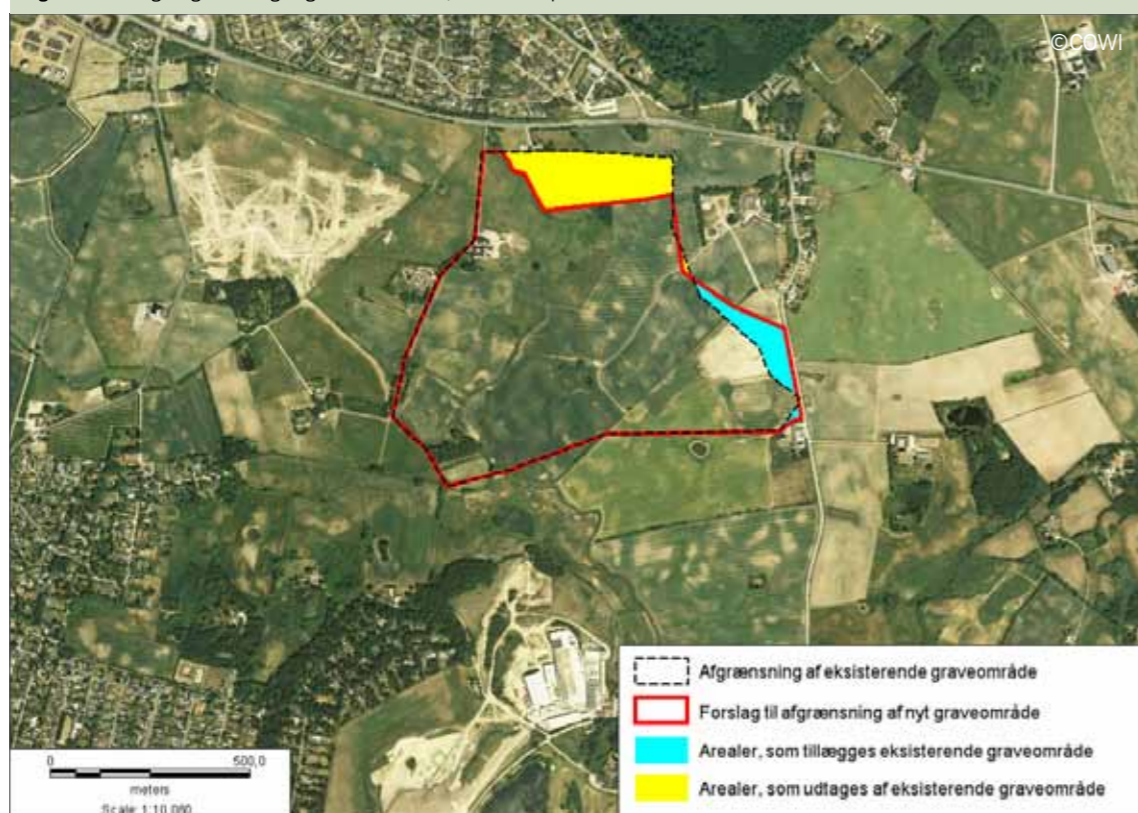 ©COWI
Afgrænsning af eksisterende graveområde
Forslag til afgrænsning af nyt graveområde
Arealer, som tillægges eksisterende graveområde
Arealer, som udtages af eksisterende graveområde
0 500,0
meters
Scale: 1:10.060